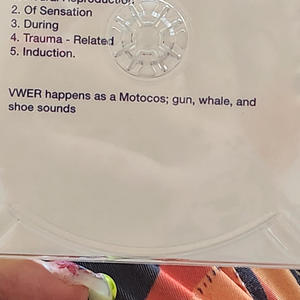 2. Of Sensation
3. During
4. Trauma - Related
5. Induction.
VWER happens as a Motocos; gun, whale, and
shoe sounds